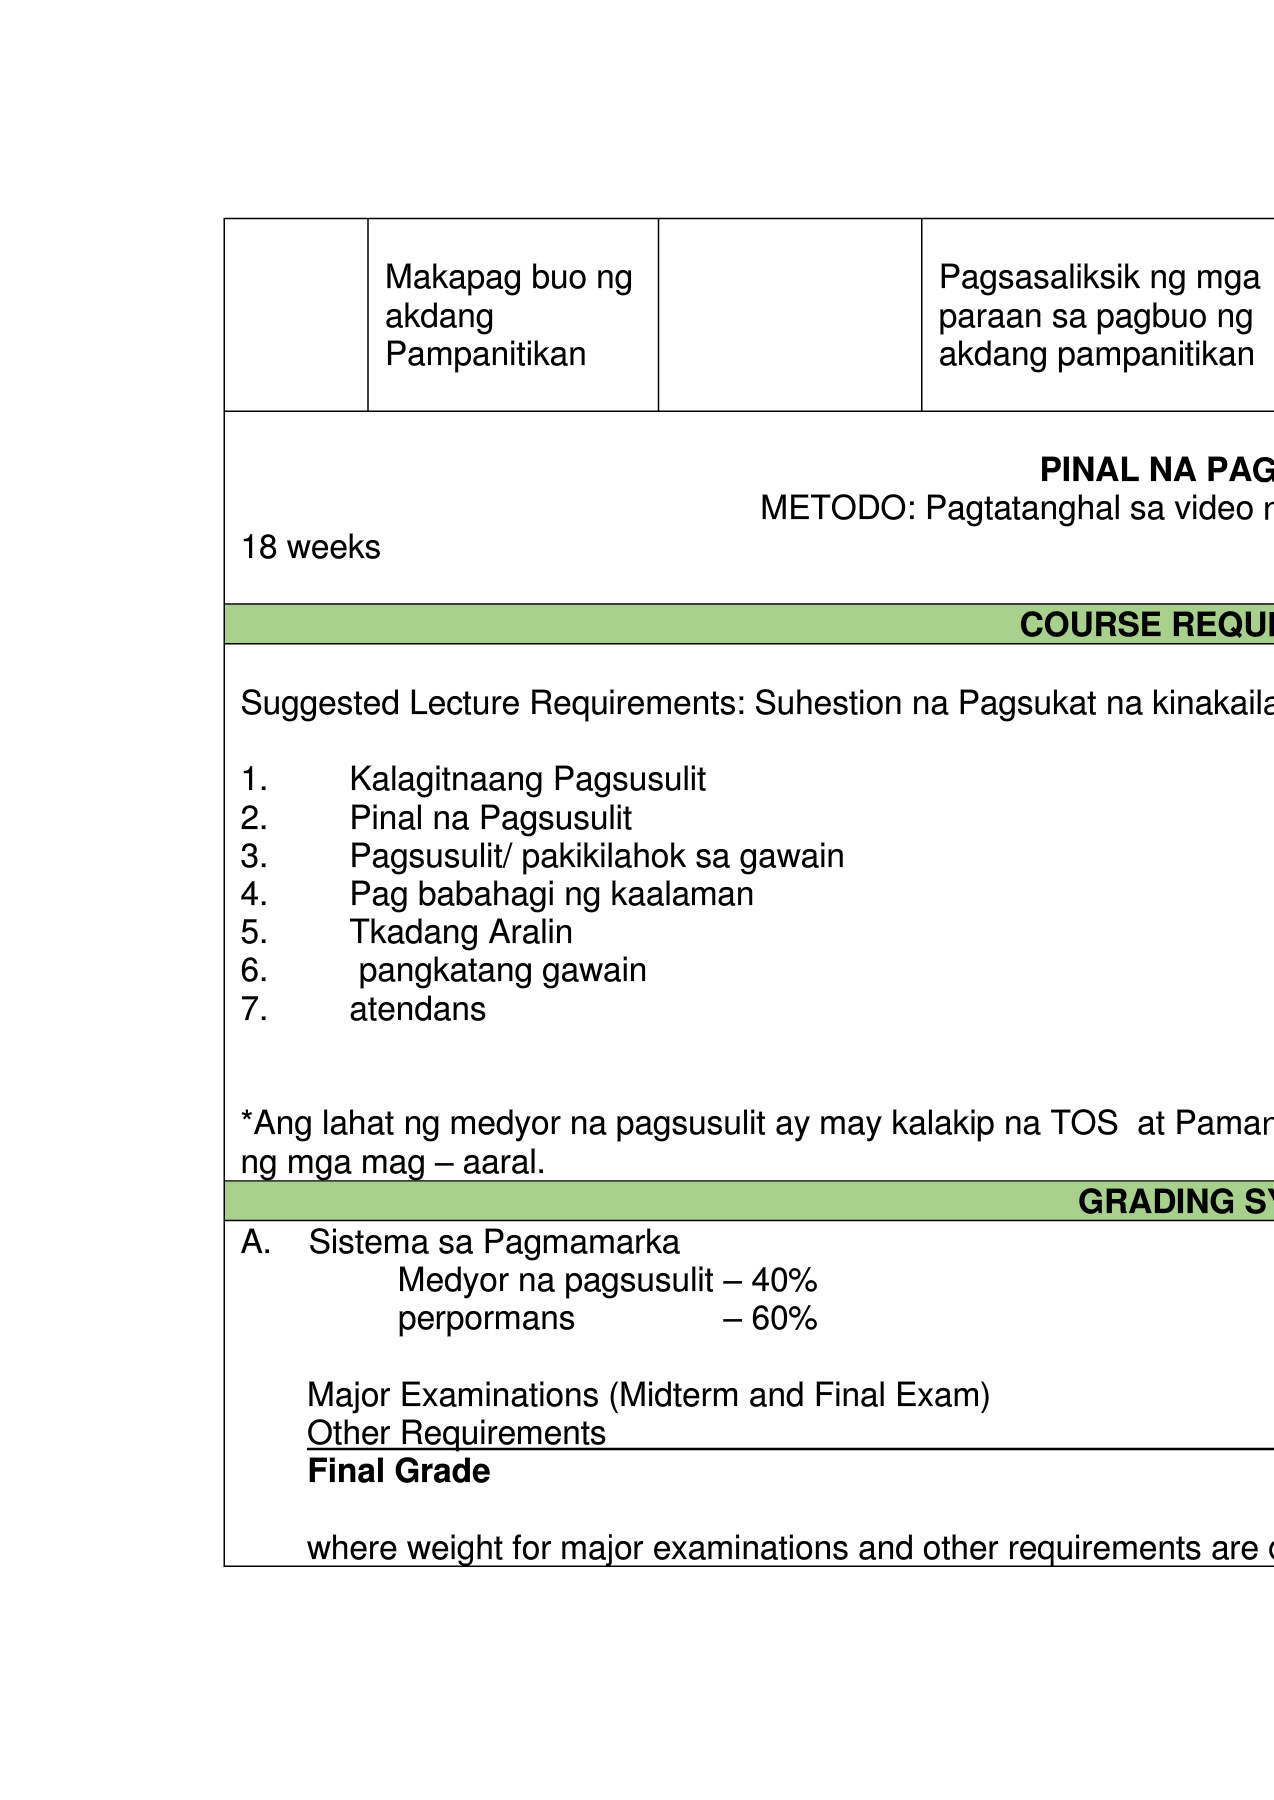 Makapag buo ng
akdang
Pampanitikan
Pagsasaliksik ng mga
paraan sa pagbuo ng
akdang pampanitikan
PINAL NA PAG
METODO: Pagtatanghal sa video
18 weeks
COURSE REQUI
Suggested Lecture Requirements: Suhestion na Pagsukat na kinakaila
1. Kalagitnaang Pagsusulit
2. Pinal na Pagsusulit
3. Pagsusulit/ pakikilahok sa gawain
4. Pag babahagi ng kaalaman
5. Tkadang Aralin
6. pangkatang gawain
7. atendans
*Ang lahat ng medyor na pagsusulit ay may kalakip na TOS at Paman
ng mga mag – aaral.
GRADING SY
A. Sistema sa Pagmamarka
Medyor na pagsusulit – 40%
perpormans – 60%
Major Examinations (Midterm and Final Exam)
Other Requirements
Final Grade
where weight for major examinations and other requirements are